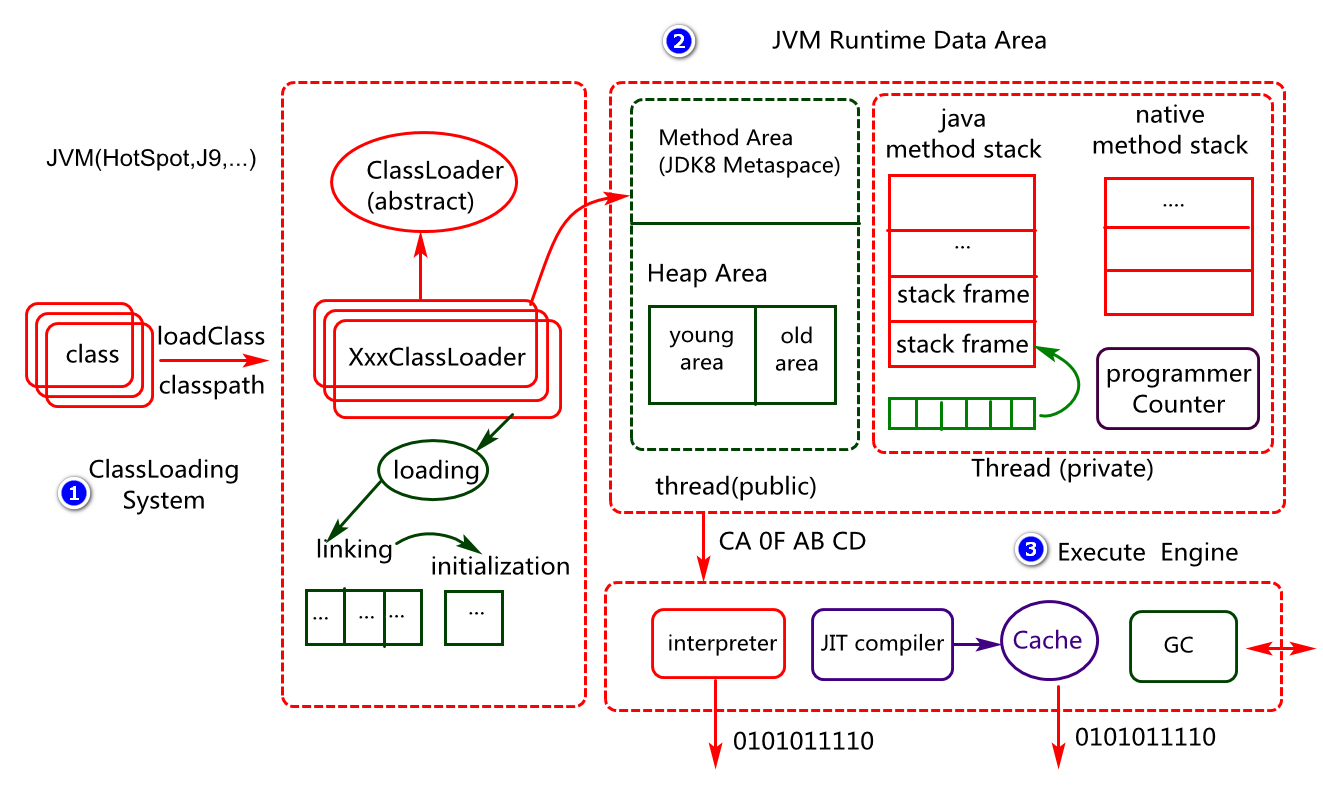 2
JVM Runtime Data Area
JVM(HotSpot,J9,...)
ClassLoader
(abstract)
class
loadClass
classpath
XxxClassLoader
1
ClassLoading
System
loading
linking
initialization
...
...
...
...
Method Area
(JDK8 Metaspace)
Heap Area
young
area
old
area
thread(public)
java
method stack
...
stack frame
stack frame
native
method stack
....
programmer
Counter
Thread (private)
CA 0F AB CD
3
Execute Engine
interpreter
JIT compiler
Cache
GC
0101011110
0101011110